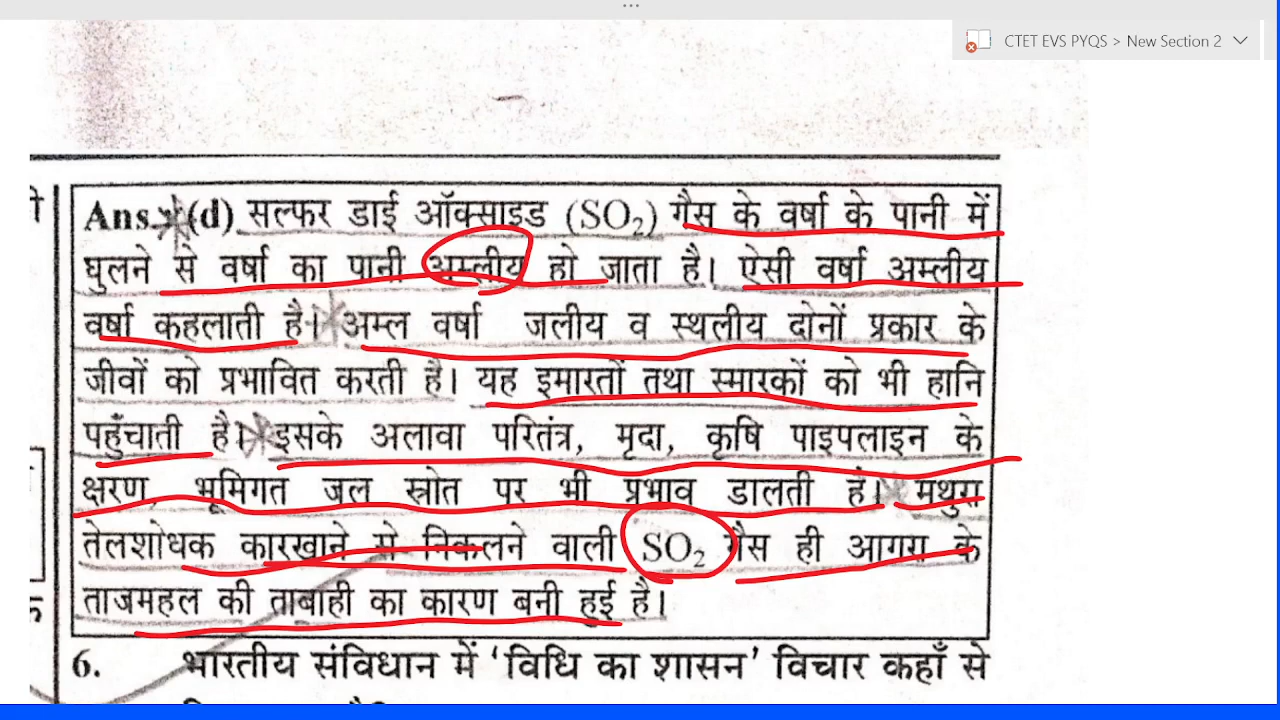 CTET EVS PYQS > New Section 2
Ans. (d) सल्फर डाई ऑक्साइड (SO₂) गैस के वर्षा के पानी में
घुलने से वर्षा का पानी अम्लीय हो जाता है। ऐसी वर्षा अम्लीय
वर्षा कहलाती है। अम्ल वर्षा जलीय व स्थलीय दोनों प्रकार के
जीवों को प्रभावित करती है। यह इमारतों तथा स्मारकों को भी हानि
पहुँचाती है। इसके अलावा परितंत्र, मृदा, कृषि पाइपलाइन के
क्षरण, भूमिगत जल स्रोत पर भी प्रभाव डालती हैं। मथुरा
तेलशोधक कारखाने से निकलने वाली SO₂ गैस ही आगरा के
ताजमहल की ताबाही का कारण बनी हुई है।
6. भारतीय संविधान में ‘विधि का शासन’ विचार कहाँ से